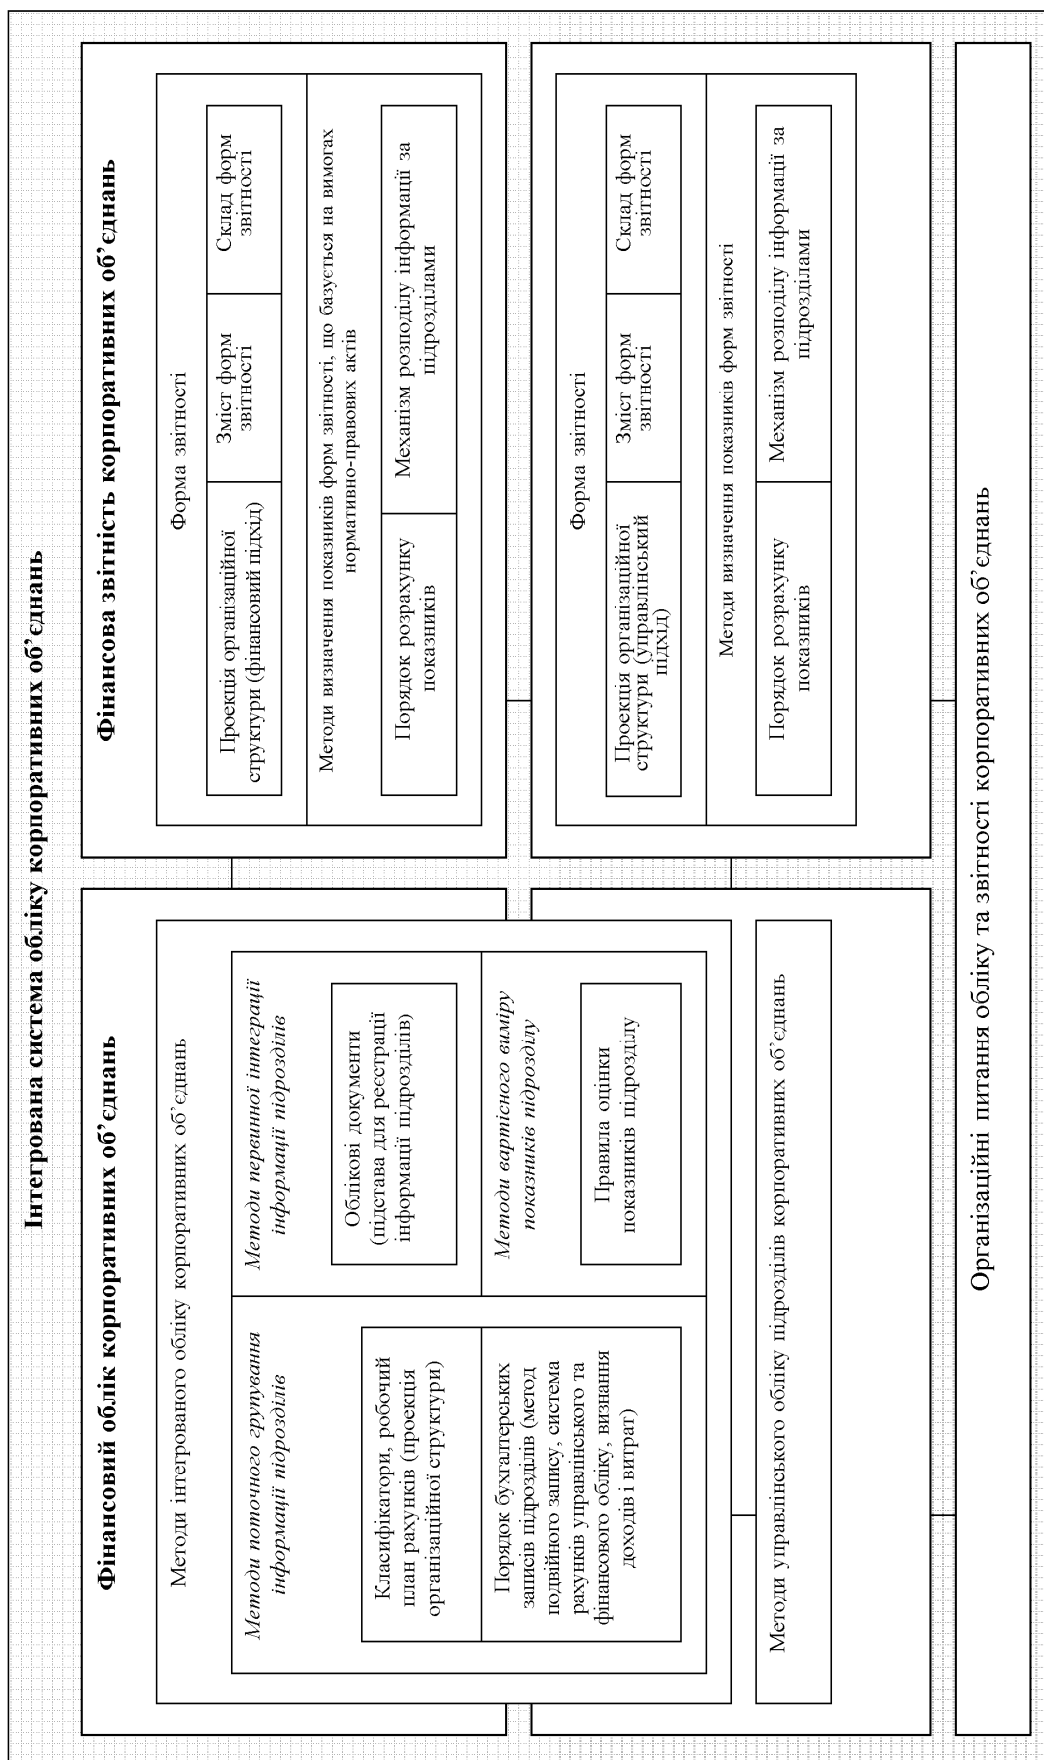 Інтегрована система обліку корпоративних об’єднань
Фінансовий облік корпоративних об’єднань
Методи інтегрованого обліку корпоративних об’єднань
Методи поточного групування
інформації підрозділів
Класифікатори, робочий
план рахунків (проекція
організаційної структури)
Порядок бухгалтерських
записів підрозділів (метод
подвійного запису, система
рахунків управлінського та
фінансового обліку, визнання
доходів і витрат)
Методи первинної інтеграції
інформації підрозділів
Облікові документи
(підстава для реєстрації
інформації підрозділів)
Методи вартісного виміру
показників підрозділу
Правила оцінки
показників підрозділу
Методи управлінського обліку підрозділів корпоративних об’єднань
Фінансова звітність корпоративних об’єднань
Форма звітності
Проекція організаційної
структури (фінансовий підхід)
Зміст форм
звітності
Склад форм
звітності
Методи визначення показників форм звітності, що базується на вимогах
нормативно-правових актів
Порядок розрахунку
показників
Механізм розподілу інформації за
підрозділами
Форма звітності
Проекція організаційної
структури (управлінський
підхід)
Зміст форм
звітності
Склад форм
звітності
Методи визначення показників форм звітності
Порядок розрахунку
показників
Механізм розподілу інформації за
підрозділами
Організаційні питання обліку та звітності корпоративних об’єднань